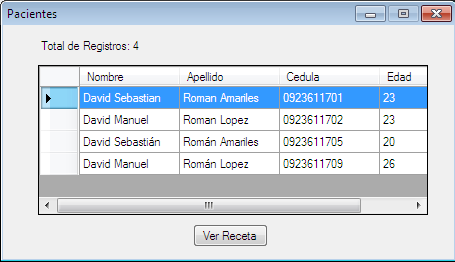 Pacientes
Total de Registros: 4
Nombre Apellido Cedula Edad
David Sebastian Roman Amariles 0923611701 23
David Manuel Roman Lopez 0923611702 23
David Sebastián Román Amariles 0923611705 20
David Manuel Román Lopez 0923611709 26
Ver Receta